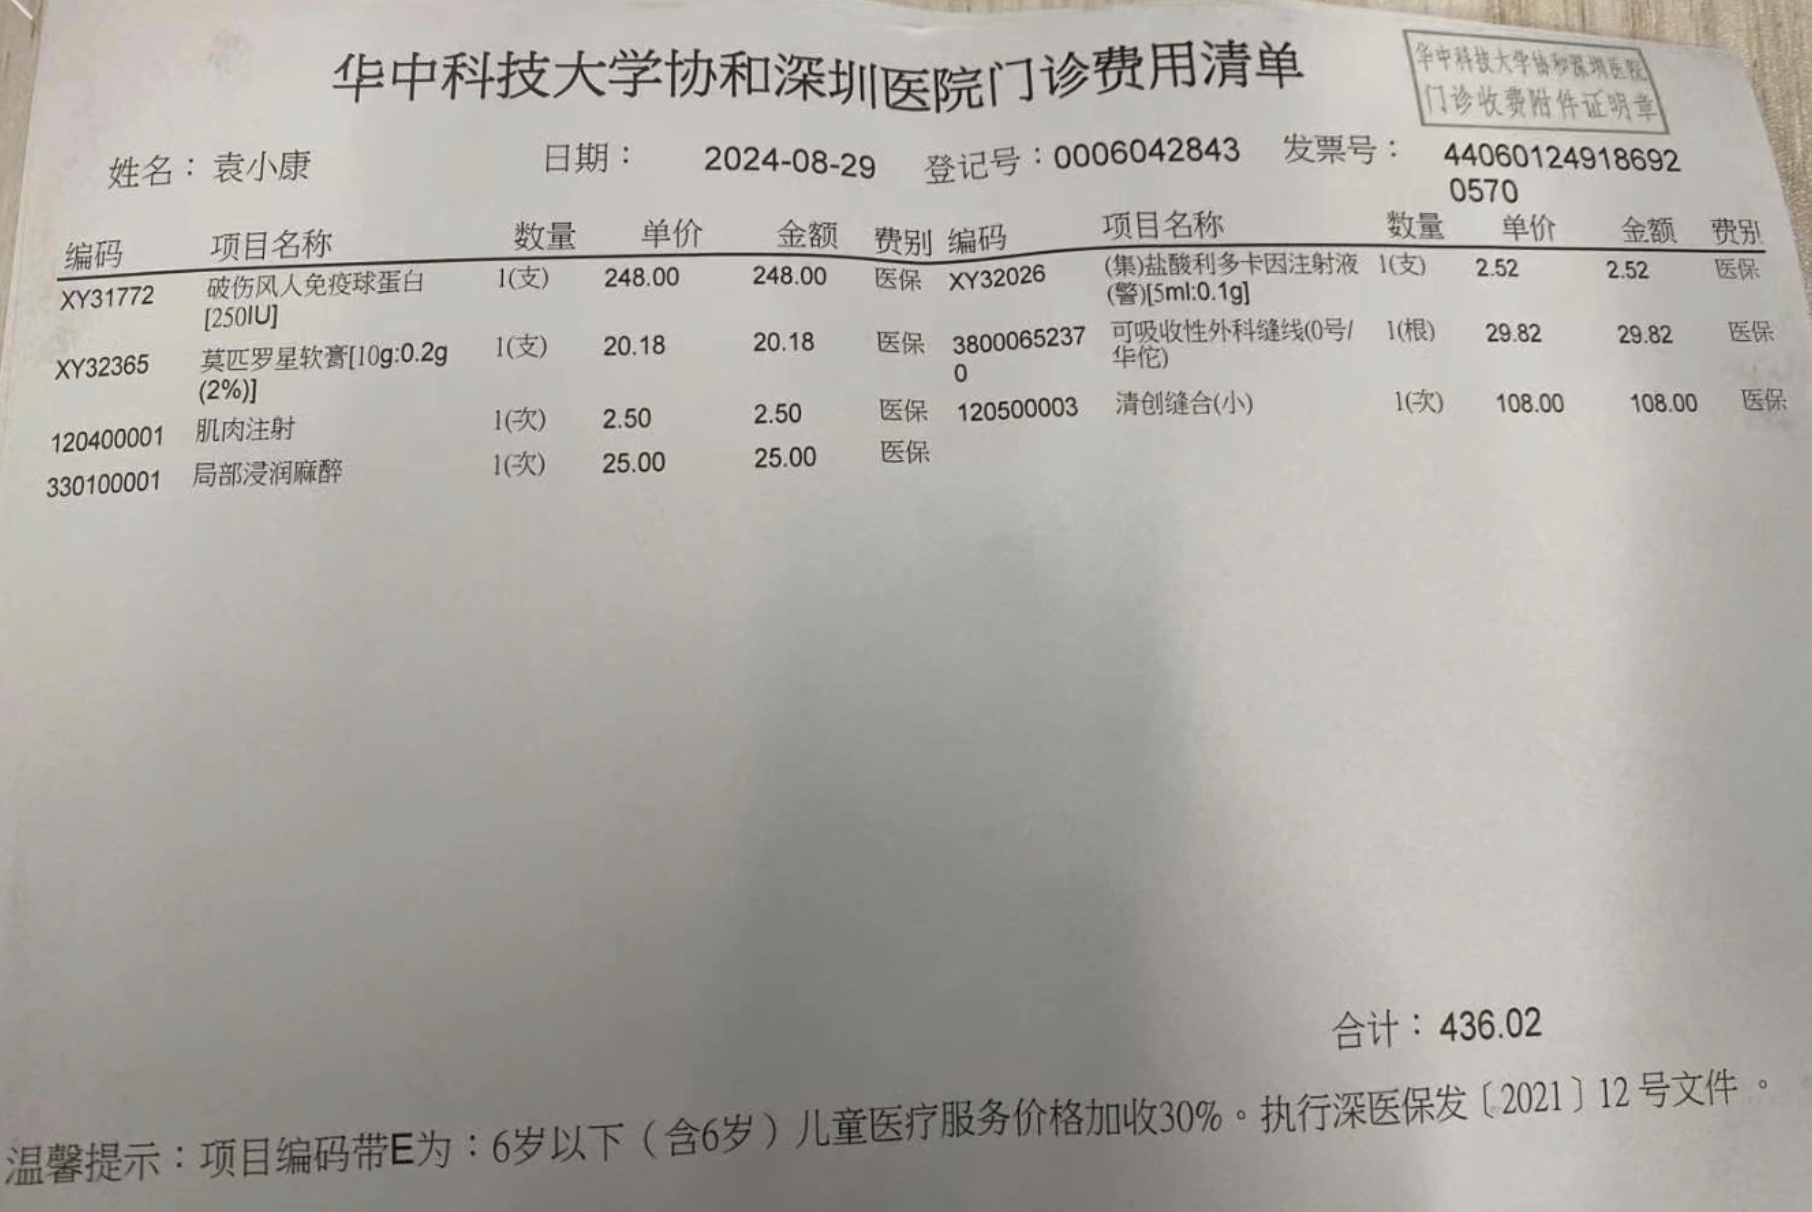 华中科技大学协和深圳医院门诊费用清单
华中科技大学协和深圳医院
门诊收费附件证明章
姓名：袁小康 日期： 2024-08-29 登记号：0006042843 发票号： 44060124918692
0570
编码 项目名称 数量 单价 金额 费别 编码 项目名称 数量 单价 金额 费别
XY31772 破伤风人免疫球蛋白 1(支) 248.00 248.00 医保 XY32026 (集)盐酸利多卡因注射液 1(支) 2.52 2.52 医保
[250IU] (警)[5ml:0.1g]
XY32365 莫匹罗星软膏[10g:0.2g 1(支) 20.18 20.18 医保 3800065237 可吸收性外科缝线(0号/ 1(根) 29.82 29.82 医保
(2%)] 0 华佗)
120400001 肌肉注射 1(次) 2.50 2.50 医保 120500003 清创缝合(小) 1(次) 108.00 108.00 医保
330100001 局部浸润麻醉 1(次) 25.00 25.00 医保
合计：436.02
温馨提示：项目编码带E为：6岁以下（含6岁）儿童医疗服务价格加收30%。执行深医保发〔2021〕12号文件。